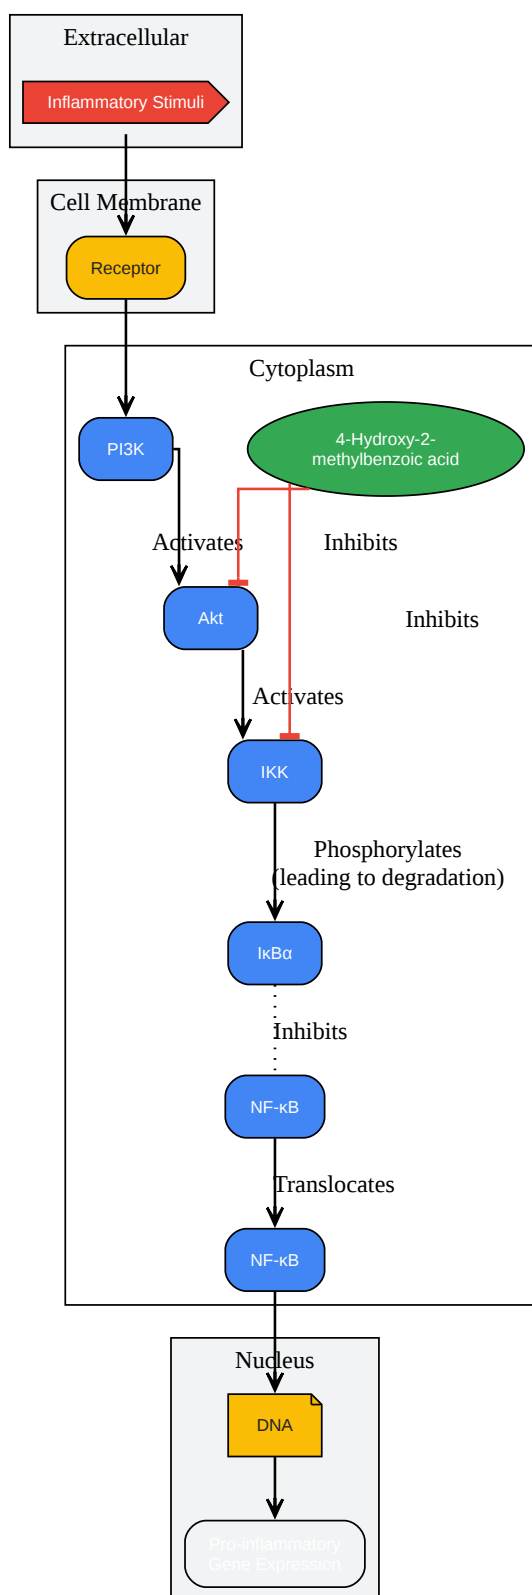 Extracellular
Inflammatory Stimuli
Cell Membrane
Receptor
Cytoplasm
PI3K
4-Hydroxy-2-
methylbenzoic acid
Activates
Inhibits
Akt
Inhibits
Activates
IKK
Phosphorylates
(leading to degradation)
IκBα
Inhibits
NF-κB
Translocates
NF-κB
Nucleus
DNA
Pro-inflammatory
Gene Expression